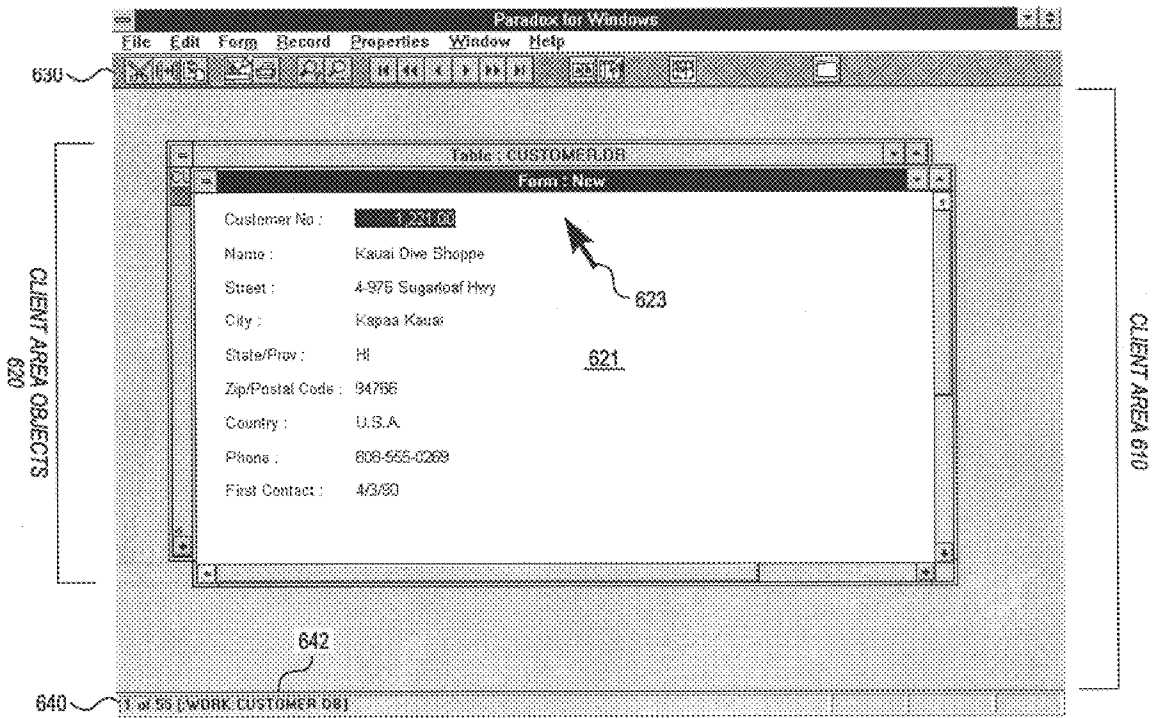 Paradox for Windows
File Edit Form Record Properties Window Help
630
Table : CUSTOMER.DB
Form : New
Customer No : 1,221.00
Name : Kauai Dive Shoppe
Street : 4-976 Sugarloaf Hwy
City : Kapaa Kauai
State/Prov : HI
Zip/Postal Code : 94766
Country : U.S.A.
Phone : 808-555-0269
First Contact : 4/3/90
623
621
CLIENT AREA OBJECTS
620
CLIENT AREA 610
642
640
1 of 55 [WORK:CUSTOMER.DB]